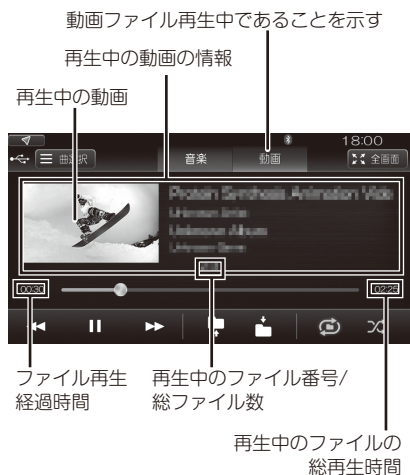 動画ファイル再生中であることを示す
再生中の動画の情報
再生中の動画
18:00
曲選択
音楽
動画
全画面
00:30
02:25
ファイル再生
経過時間
再生中のファイル番号/
総ファイル数
再生中のファイルの
総再生時間